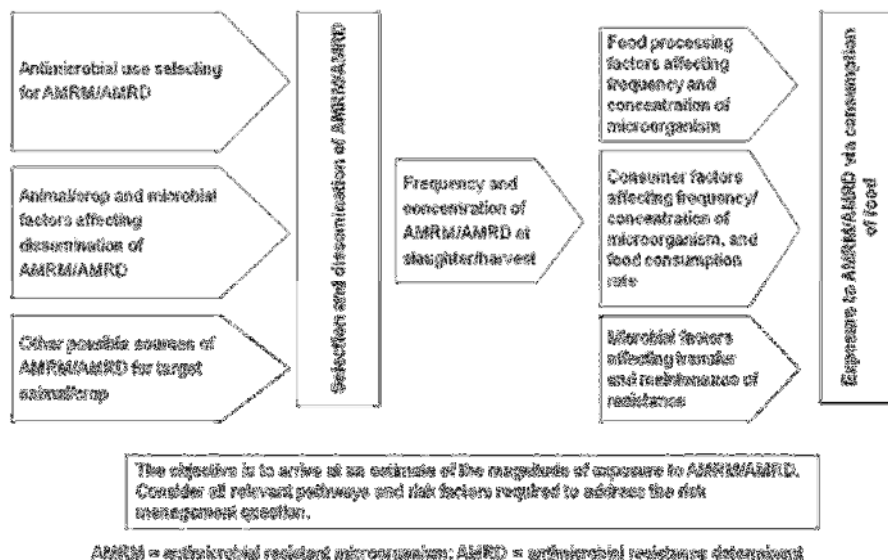 Antimicrobial use selecting
for AMRM/AMRD
Animal/crop and microbial
factors affecting
dissemination of
AMRM/AMRD
Other possible sources of
AMRM/AMRD for target
animal/crop
Selection and dissemination of AMRM/AMRD
Frequency and
concentration of
AMRM/AMRD at
slaughter/harvest
Food processing
factors affecting
frequency and
concentration of
microorganism
Consumer factors
affecting frequency/
concentration of
microorganism, and
food consumption
rate
Microbial factors
affecting transfer
and maintenance of
resistance
Exposure to AMRM/AMRD via consumption
of food
The objective is to arrive at an estimate of the magnitude of exposure to AMRM/AMRD.
Consider all relevant pathways and risk factors required to address the risk
management question.
AMRM = antimicrobial resistant microorganism; AMRD = antimicrobial resistance determinant